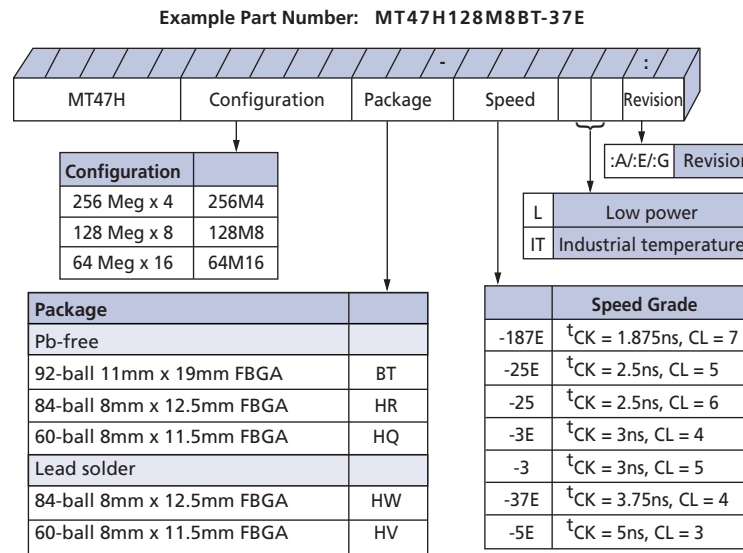 Example Part Number: MT47H128M8BT-37E
- :
MT47H Configuration Package Speed Revision
:A/:E/:G Revision
Configuration
256 Meg x 4 256M4
128 Meg x 8 128M8
64 Meg x 16 64M16
L Low power
IT Industrial temperature
Package
Pb-free
92-ball 11mm x 19mm FBGA BT
84-ball 8mm x 12.5mm FBGA HR
60-ball 8mm x 11.5mm FBGA HQ
Lead solder
84-ball 8mm x 12.5mm FBGA HW
60-ball 8mm x 11.5mm FBGA HV
Speed Grade
-187E tCK = 1.875ns, CL = 7
-25E tCK = 2.5ns, CL = 5
-25 tCK = 2.5ns, CL = 6
-3E tCK = 3ns, CL = 4
-3 tCK = 3ns, CL = 5
-37E tCK = 3.75ns, CL = 4
-5E tCK = 5ns, CL = 3